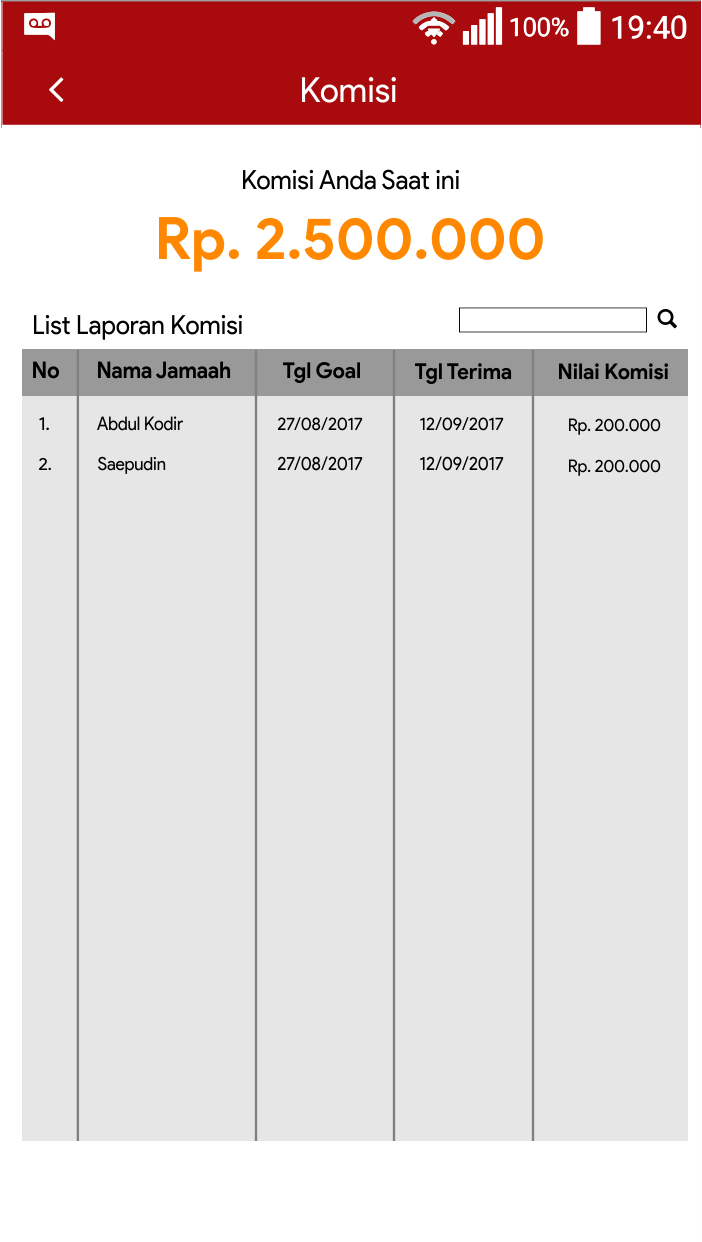 100% 19:40
Komisi
Komisi Anda Saat ini
Rp. 2.500.000
List Laporan Komisi
No Nama Jamaah Tgl Goal Tgl Terima Nilai Komisi
1. Abdul Kodir 27/08/2017 12/09/2017 Rp. 200.000
2. Saepudin 27/08/2017 12/09/2017 Rp. 200.000